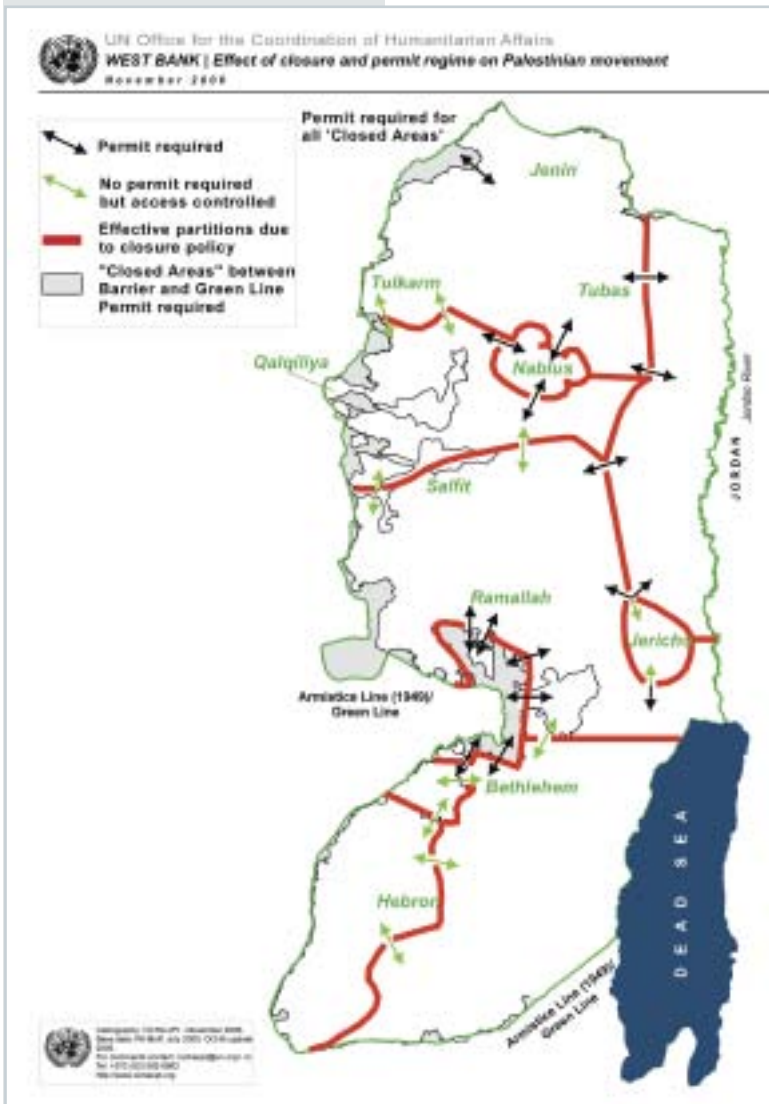 UN Office for the Coordination of Humanitarian Affairs
WEST BANK | Effect of closure and permit regime on Palestinian movement
November
Permit required
No permit required
but access controlled
Effective partitions due
to closure policy
"Closed Areas" between
Barrier and Green Line
Permit required
Permit required for
all 'Closed Areas'
Jenin
Tulkarm
Tubas
Qalqiliya
Nablus
Salfit
Ramallah
Jericho
Armistice Line (1949)/
Green Line
Bethlehem
Hebron
JORDAN
Jordan River
DEAD SEA
Armistice Line (1949)/
Green Line